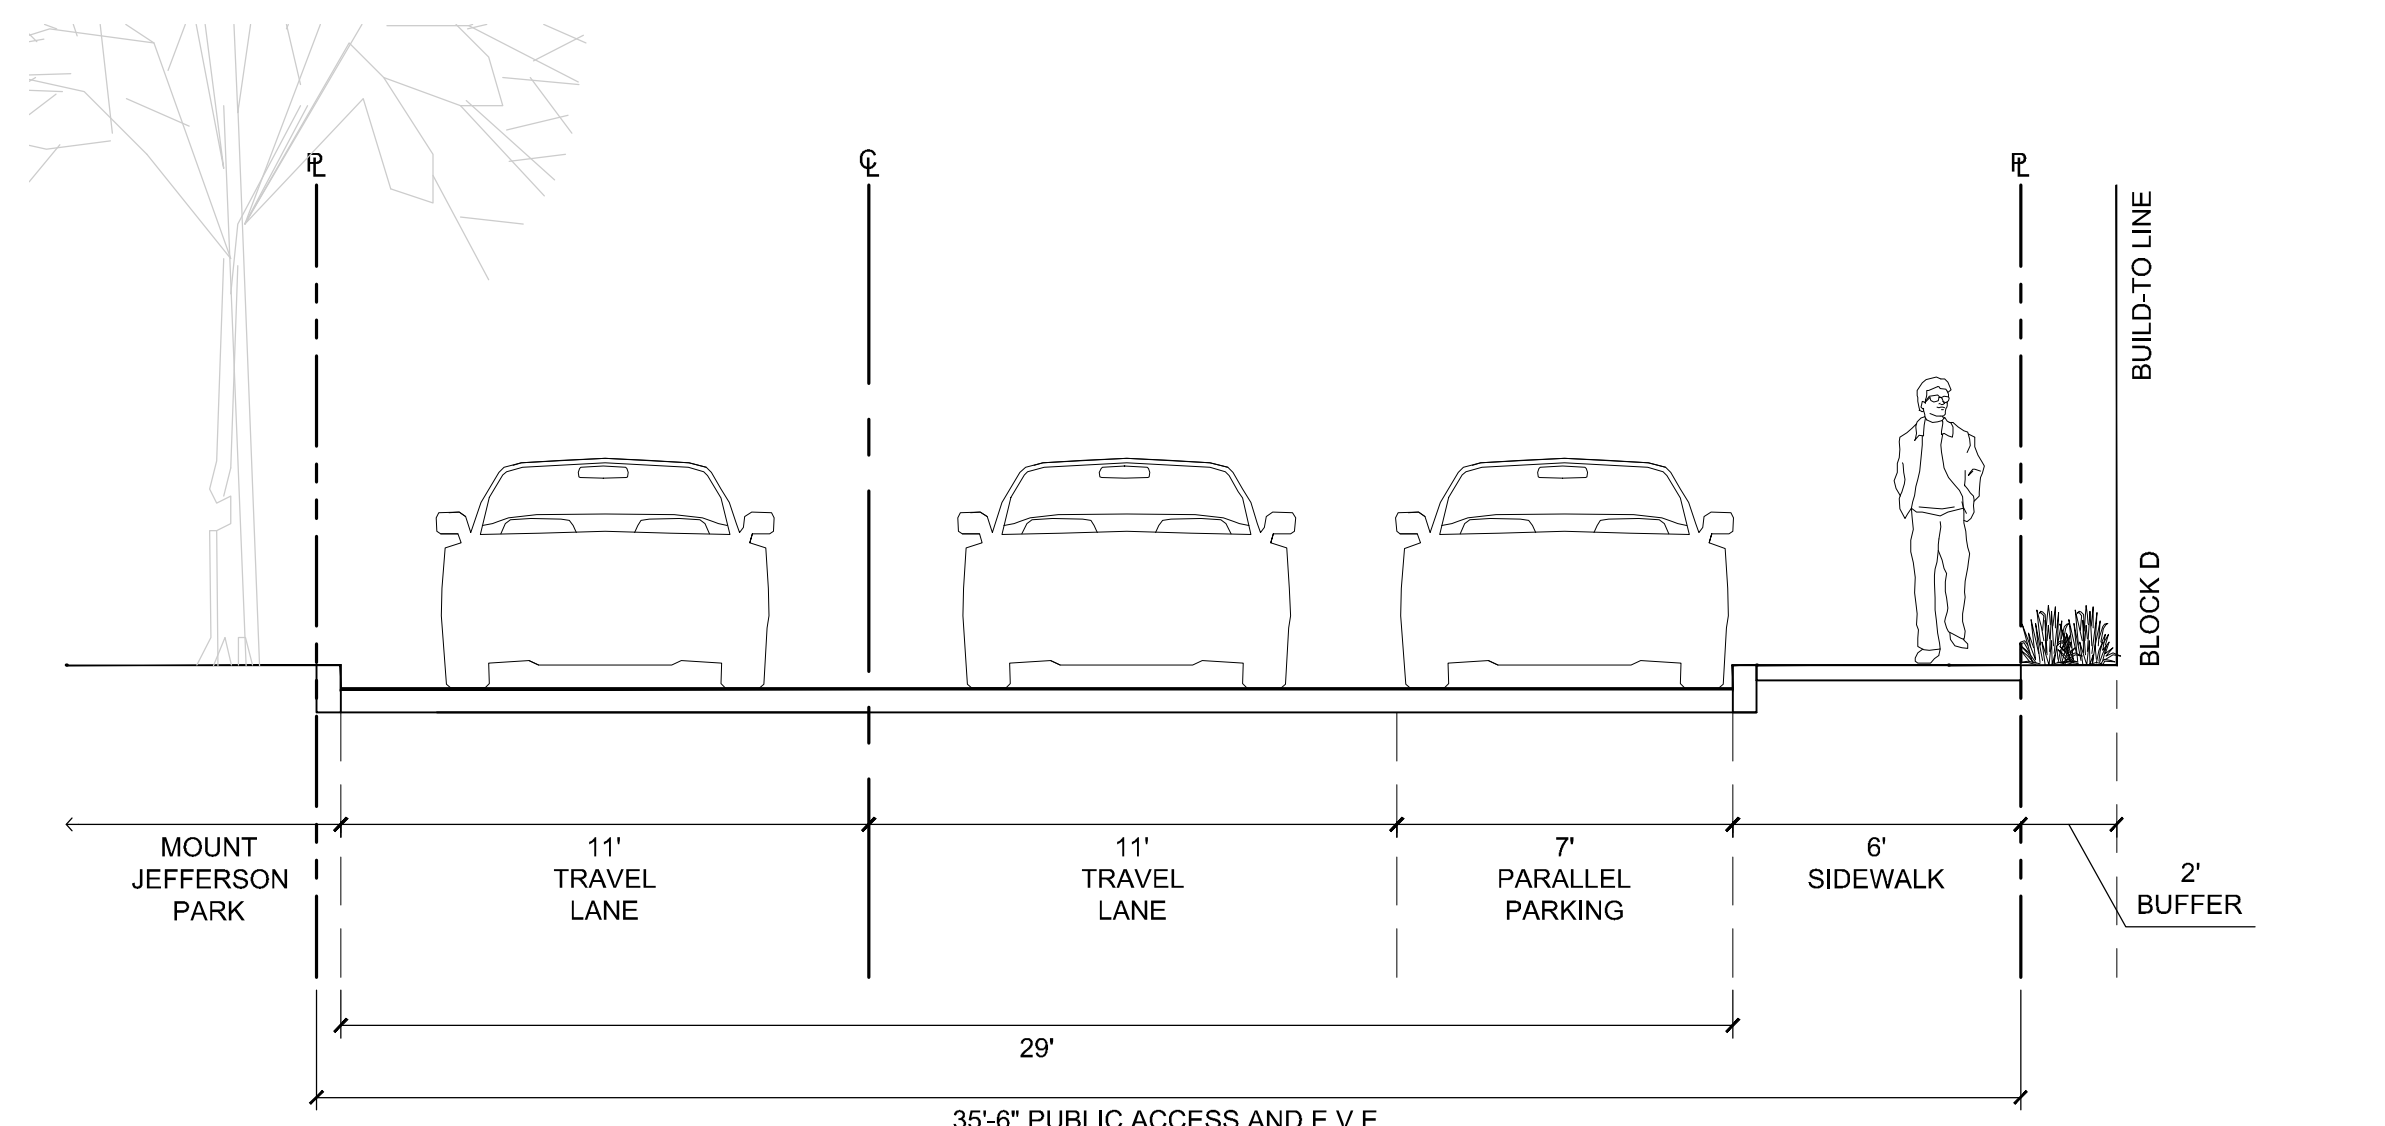 PL
CL
PL
BUILD-TO LINE
BLOCK D
MOUNT
JEFFERSON
PARK
11'
TRAVEL
LANE
11'
TRAVEL
LANE
7'
PARALLEL
PARKING
6'
SIDEWALK
2'
BUFFER
29'
35'-6" PUBLIC ACCESS AND E.V.E.